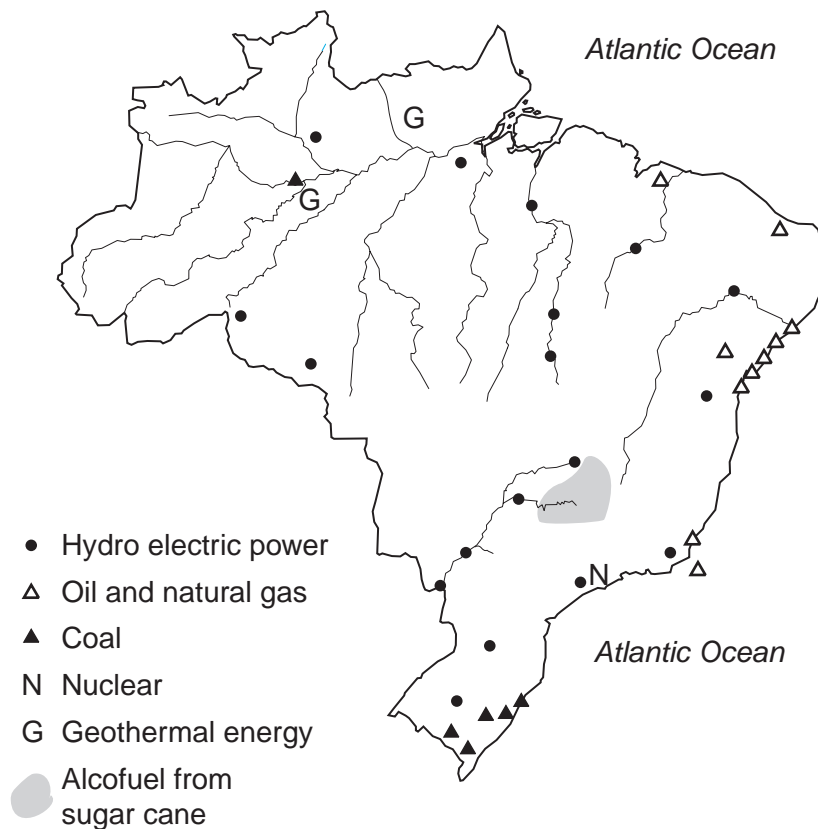 Atlantic Ocean
G
G
N
Atlantic Ocean
Hydro electric power
Oil and natural gas
Coal
N Nuclear
G Geothermal energy
Alcofuel from
sugar cane